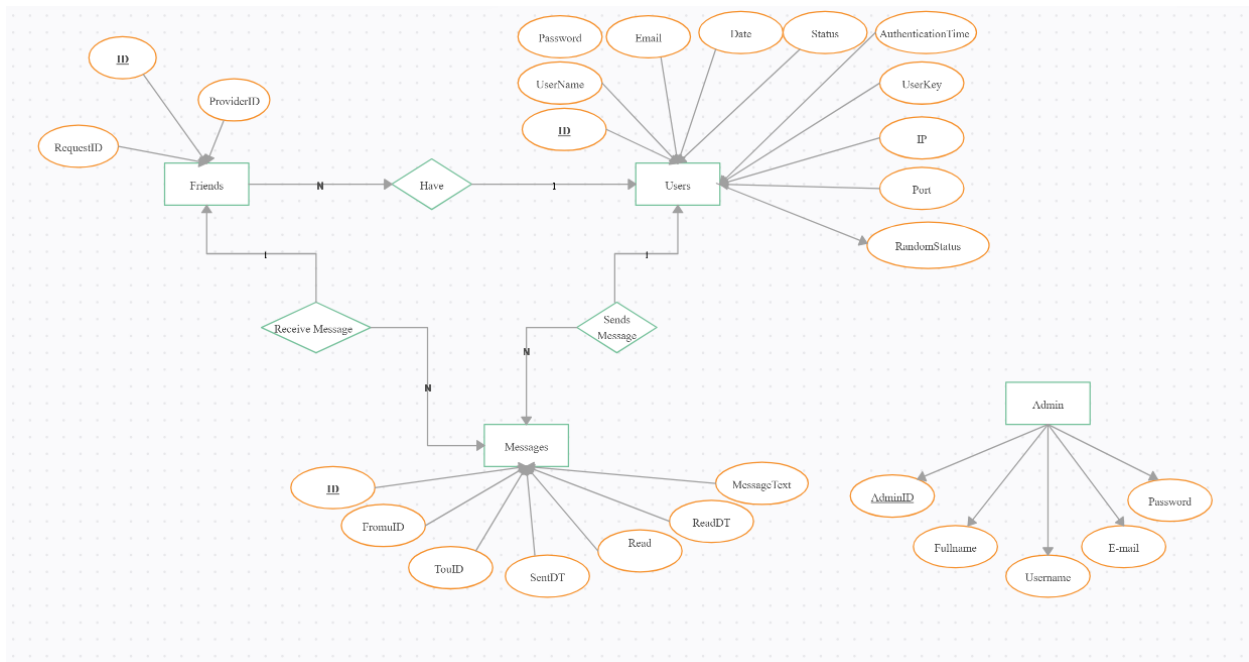 Password
Email
Date
Status
AuthenticationTime
ID
ProviderID
UserName
UserKey
RequestID
ID
IP
Friends
N
Have
1
Users
Port
RandomStatus
1
1
Receive Message
Sends
Message
N
N
Admin
Messages
ID
MessageText
AdminID
Password
FromuID
ReadDT
Read
Fullname
E-mail
TouID
SentDT
Username